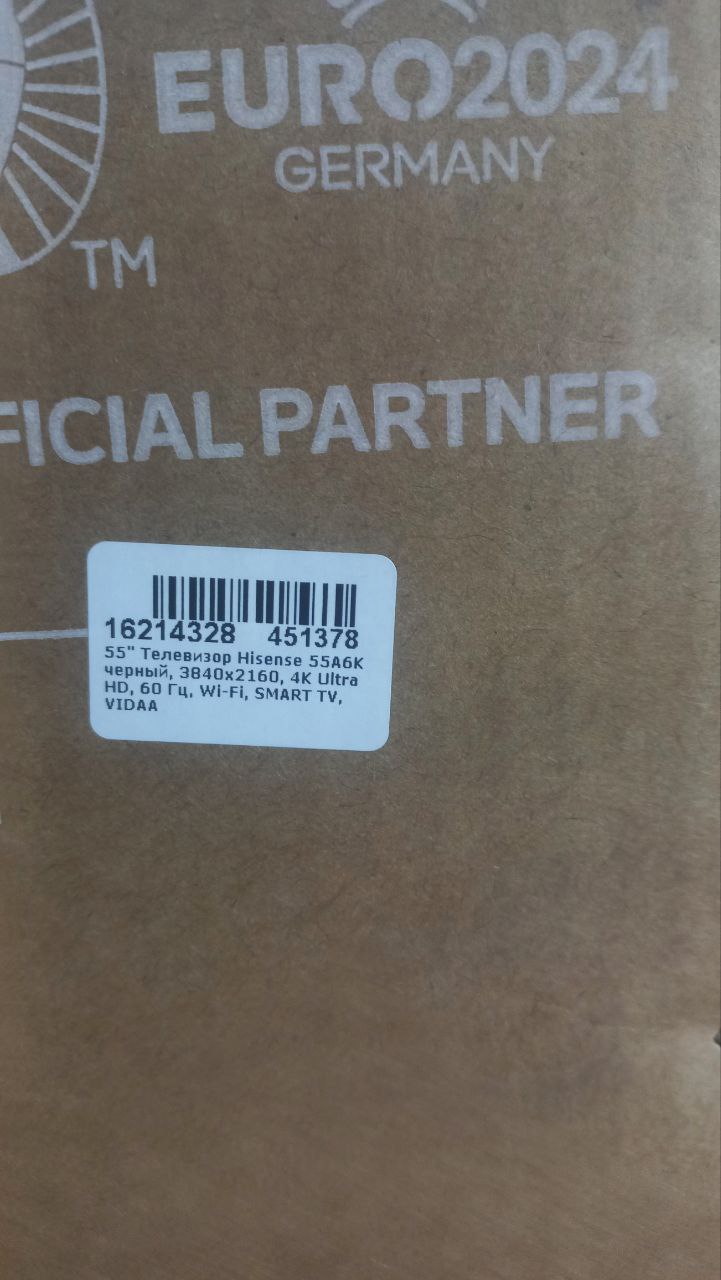 EURO2024
GERMANY
TM
FICIAL PARTNER
16214328 451378
55" Телевизор Hisense 55A6K
черный, 3840x2160, 4K Ultra
HD, 60 Гц, Wi-Fi, SMART TV,
VIDAA